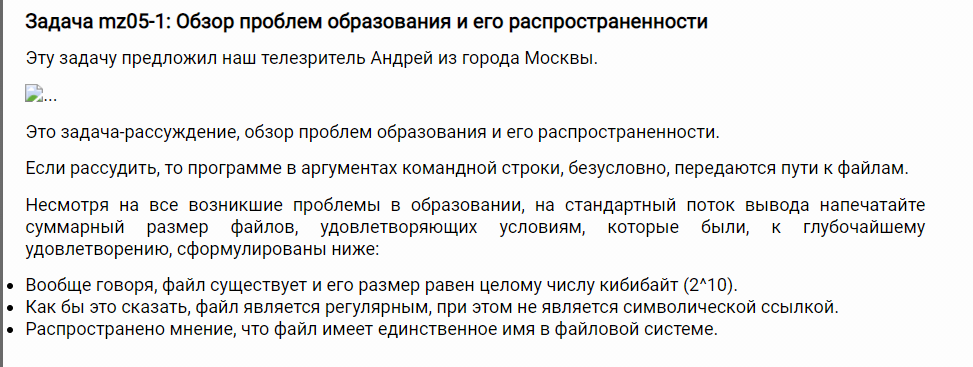 Задача mz05-1: Обзор проблем образования и его распространенности
Эту задачу предложил наш телезритель Андрей из города Москвы.
...
Это задача-рассуждение, обзор проблем образования и его распространенности.
Если рассудить, то программе в аргументах командной строки, безусловно, передаются пути к файлам.
Несмотря на все возникшие проблемы в образовании, на стандартный поток вывода напечатайте
суммарный размер файлов, удовлетворяющих условиям, которые были, к глубочайшему
удовлетворению, сформулированы ниже:
• Вообще говоря, файл существует и его размер равен целому числу кибибайт (2^10).
• Как бы это сказать, файл является регулярным, при этом не является символической ссылкой.
• Распространено мнение, что файл имеет единственное имя в файловой системе.